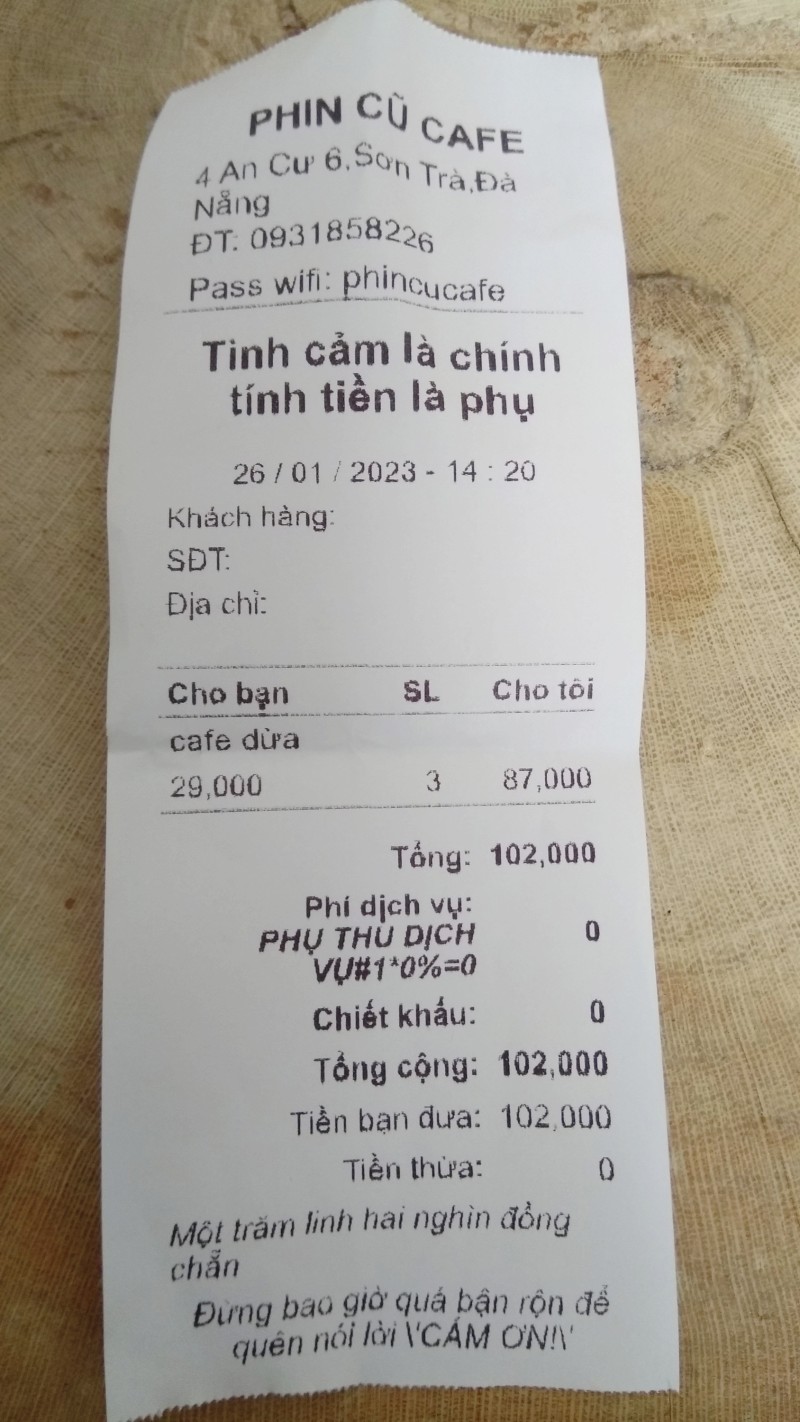 PHIN CŨ CAFE
4 An Cư 6,Sơn Trà,Đà
Nẵng
ĐT: 0931858226
Pass wifi: phincucafe
Tình cảm là chính
tính tiền là phụ
26 / 01 / 2023 - 14 : 20
Khách hàng:
SĐT:
Địa chỉ:
Cho bạn SL Cho tôi
cafe dừa
29,000 3 87,000
Tổng: 102,000
Phí dịch vụ:
PHỤ THU DỊCH 0
VỤ#1*0%=0
Chiết khấu: 0
Tổng cộng: 102,000
Tiền bạn đưa: 102,000
Tiền thừa: 0
Một trăm linh hai nghìn đồng
chẵn
Đừng bao giờ quá bận rộn để
quên nói lời \'CẢM ƠN!\'